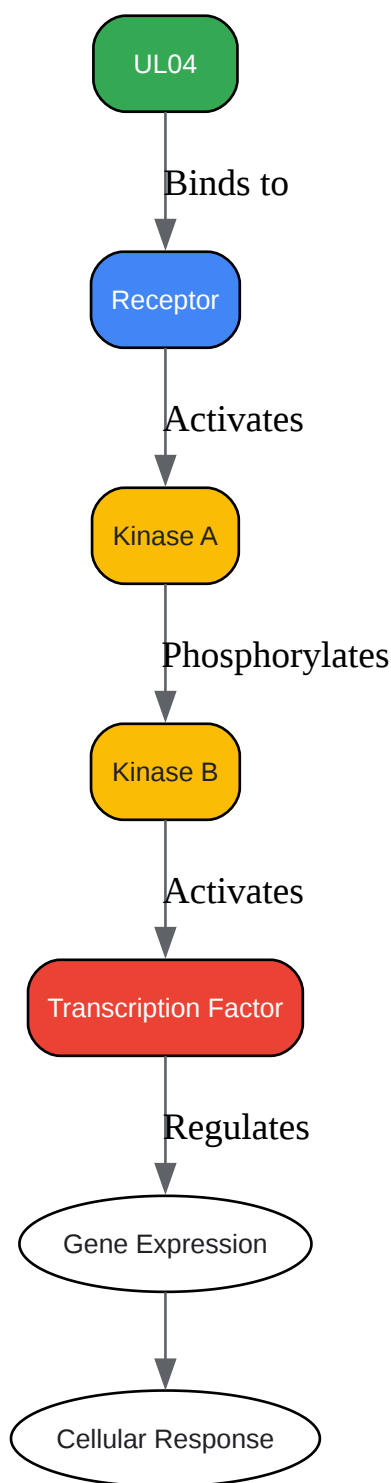 UL04
Binds to
Receptor
Activates
Kinase A
Phosphorylates
Kinase B
Activates
Transcription Factor
Regulates
Gene Expression
Cellular Response